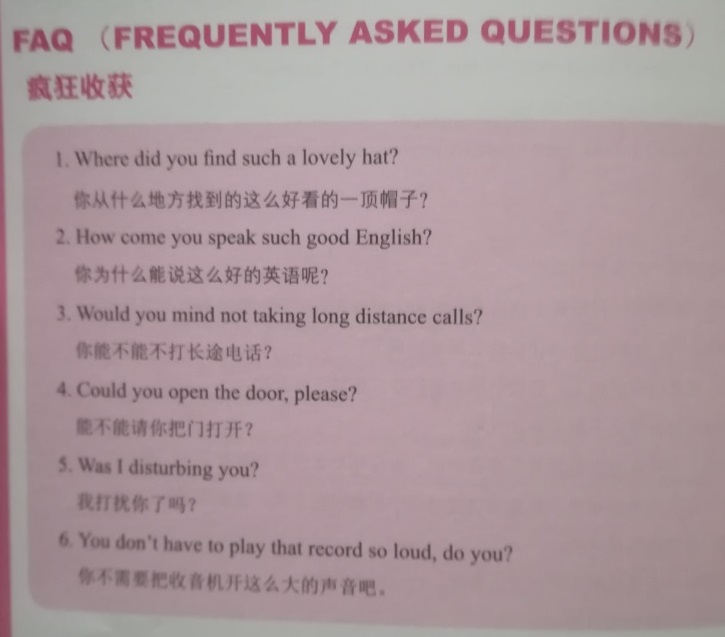 FAQ （FREQUENTLY ASKED QUESTIONS）
疯狂收获
1. Where did you find such a lovely hat?
你从什么地方找到的这么好看的一顶帽子?
2. How come you speak such good English?
你为什么能说这么好的英语呢?
3. Would you mind not taking long distance calls?
你能不能不打长途电话?
4. Could you open the door, please?
能不能请你把门打开?
5. Was I disturbing you?
我打扰你了吗?
6. You don't have to play that record so loud, do you?
你不需要把收音机开这么大的声音吧。